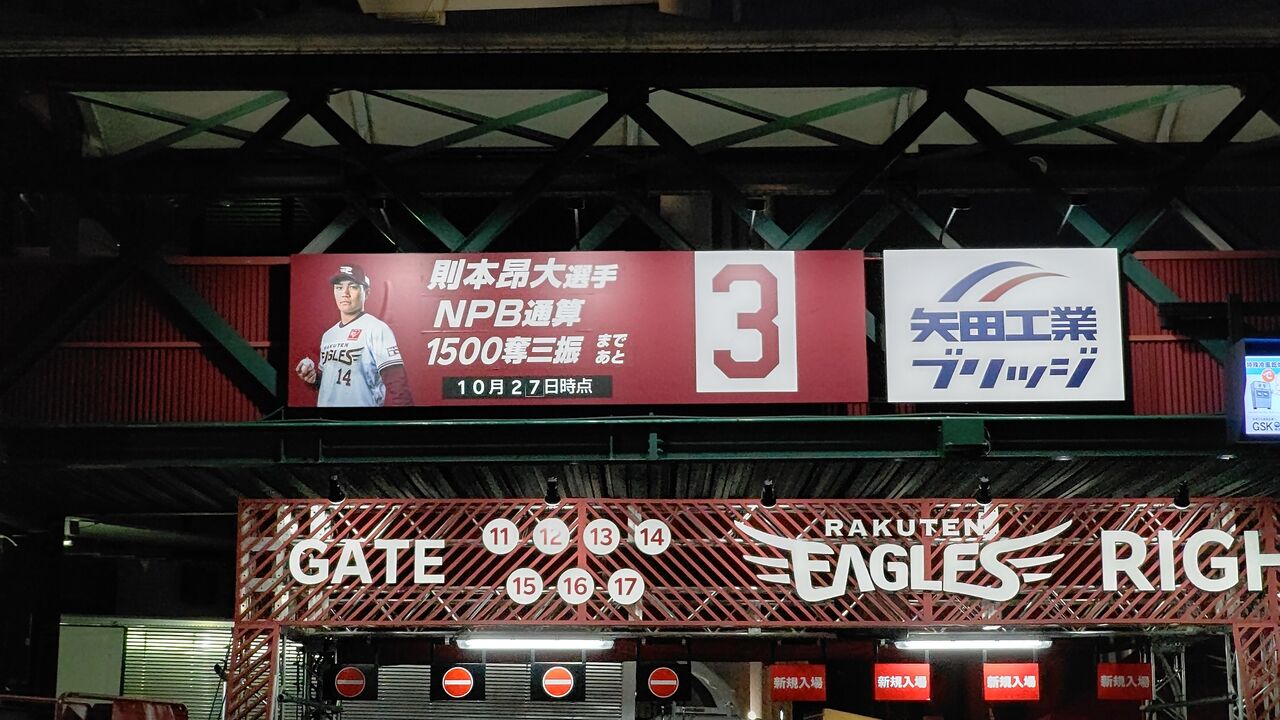 則本昂大選手
NPB通算
1500奪三振 まで あと
3
10月27日時点
RAKUTEN
EAGLES
14
矢田工業
ブリッジ
GSK
GATE
11 12 13 14
15 16 17
RAKUTEN
EAGLES
RIGH
新規入場
新規入場
新規入場
新規入場